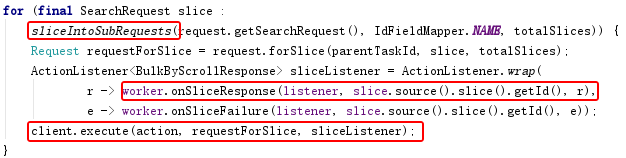 for (final SearchRequest slice :
sliceIntoSubRequests(request.getSearchRequest(), IdFieldMapper.NAME, totalSlices)) {
Request requestForSlice = request.forSlice(parentTaskId, slice, totalSlices);
ActionListener<BulkByScrollResponse> sliceListener = ActionListener.wrap(
r -> worker.onSliceResponse(listener, slice.source().slice().getId(), r),
e -> worker.onSliceFailure(listener, slice.source().slice().getId(), e));
client.execute(action, requestForSlice, sliceListener);
}